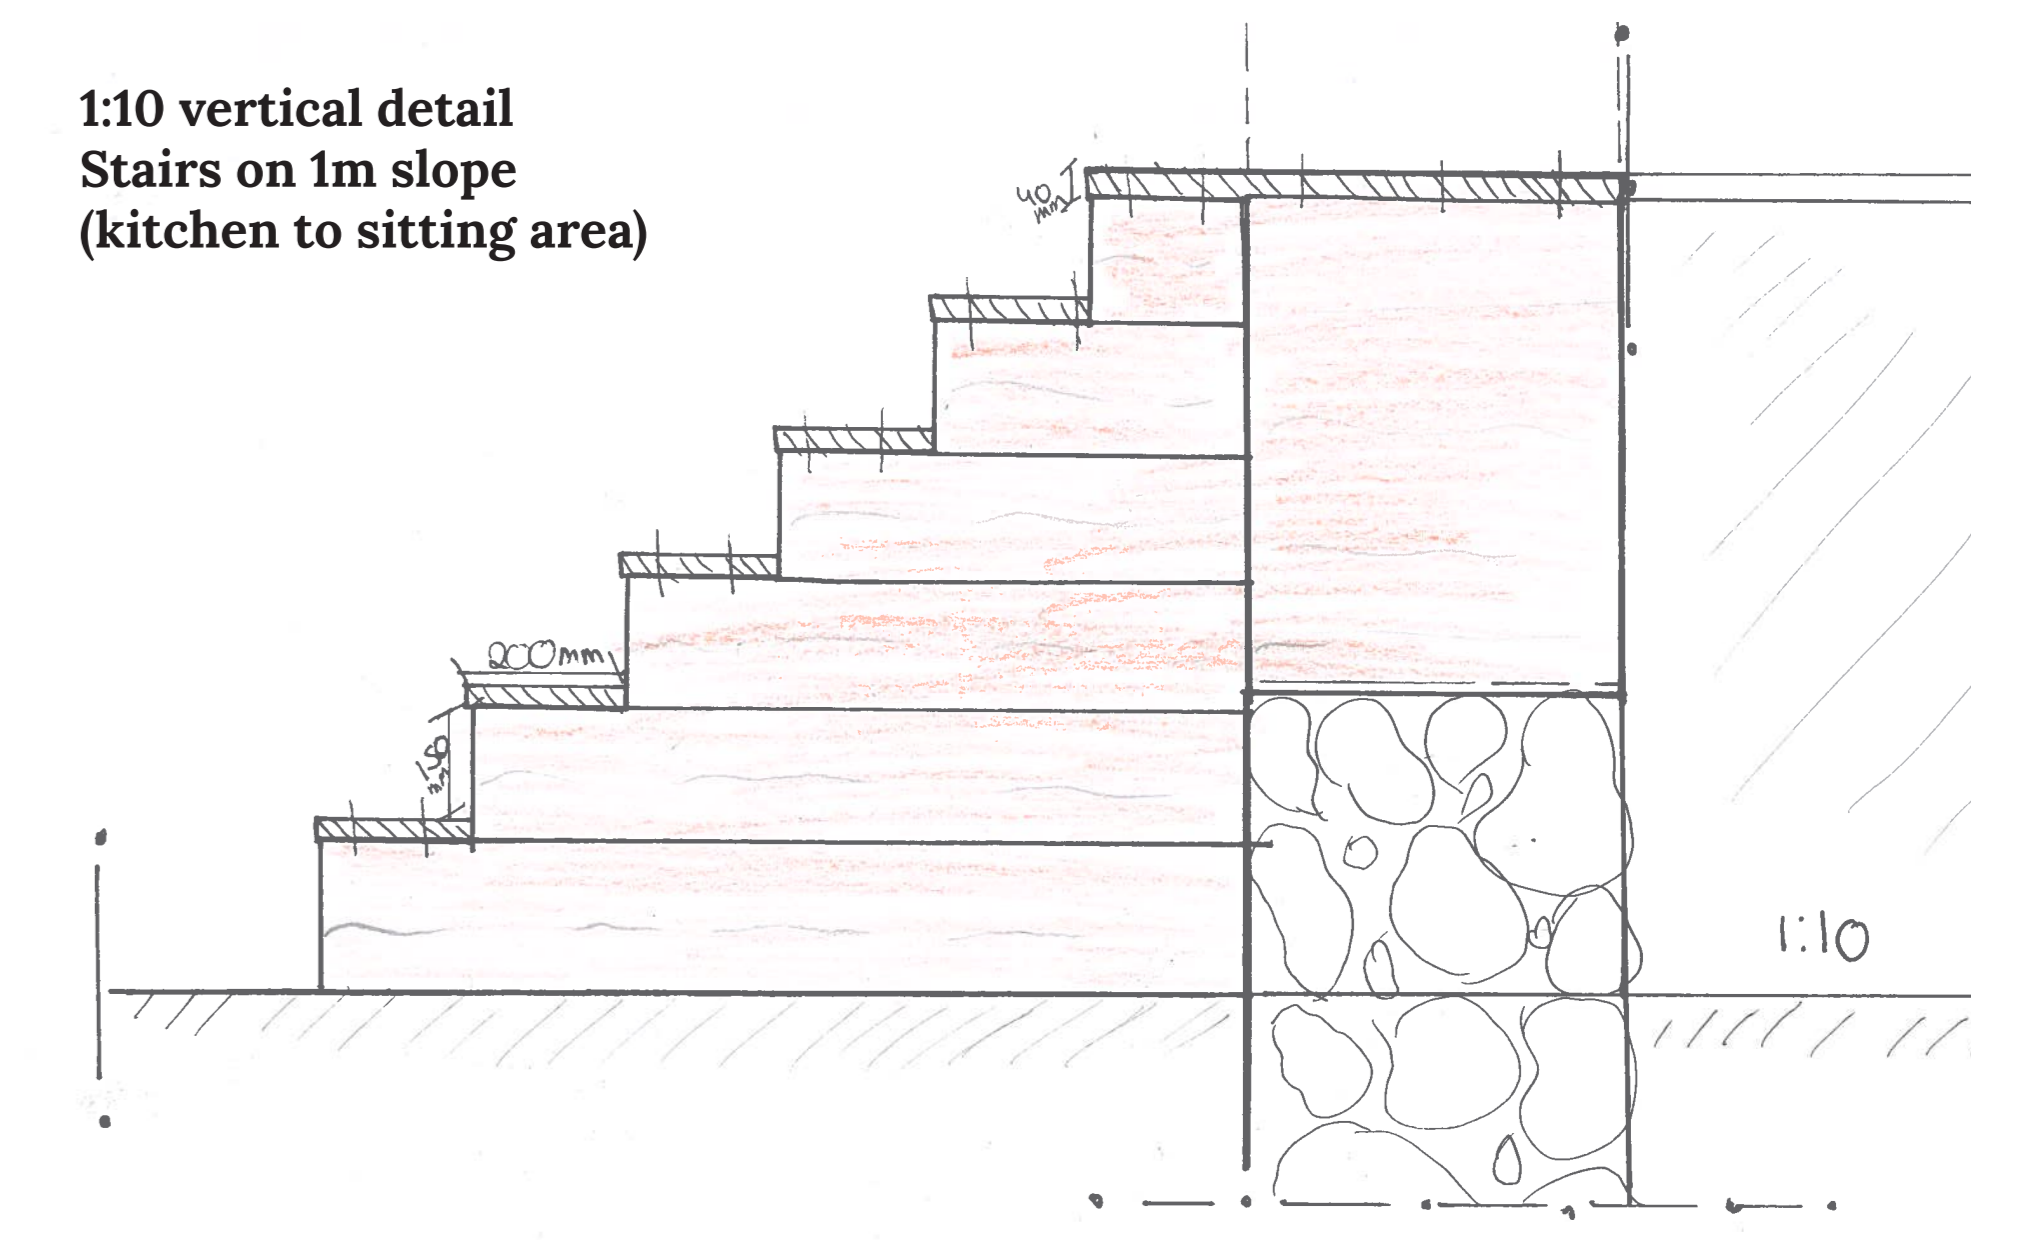 1:10 vertical detail
Stairs on 1m slope
(kitchen to sitting area)
40
mm
200mm
150
mm
1:10